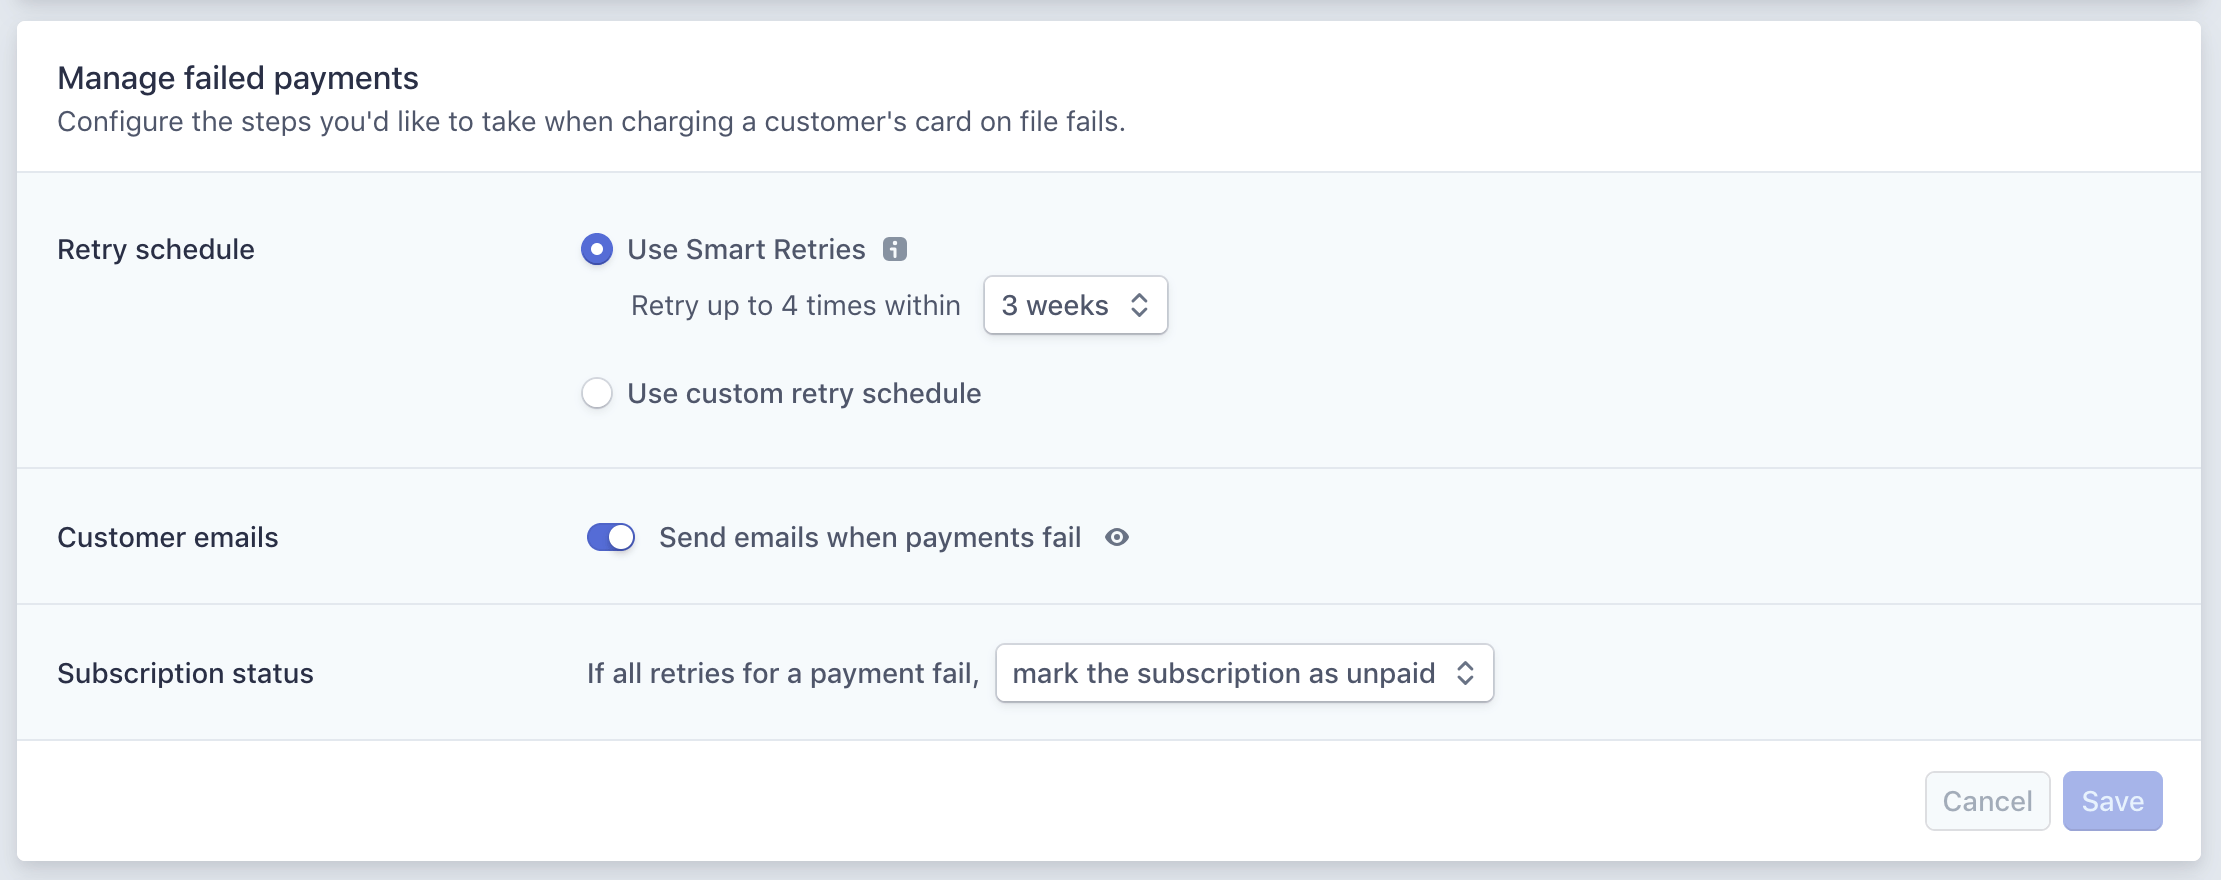 Manage failed payments
Configure the steps you'd like to take when charging a customer's card on file fails.
Retry schedule
Use Smart Retries
Retry up to 4 times within 3 weeks
Use custom retry schedule
Customer emails
Send emails when payments fail
Subscription status
If all retries for a payment fail, mark the subscription as unpaid
Cancel Save